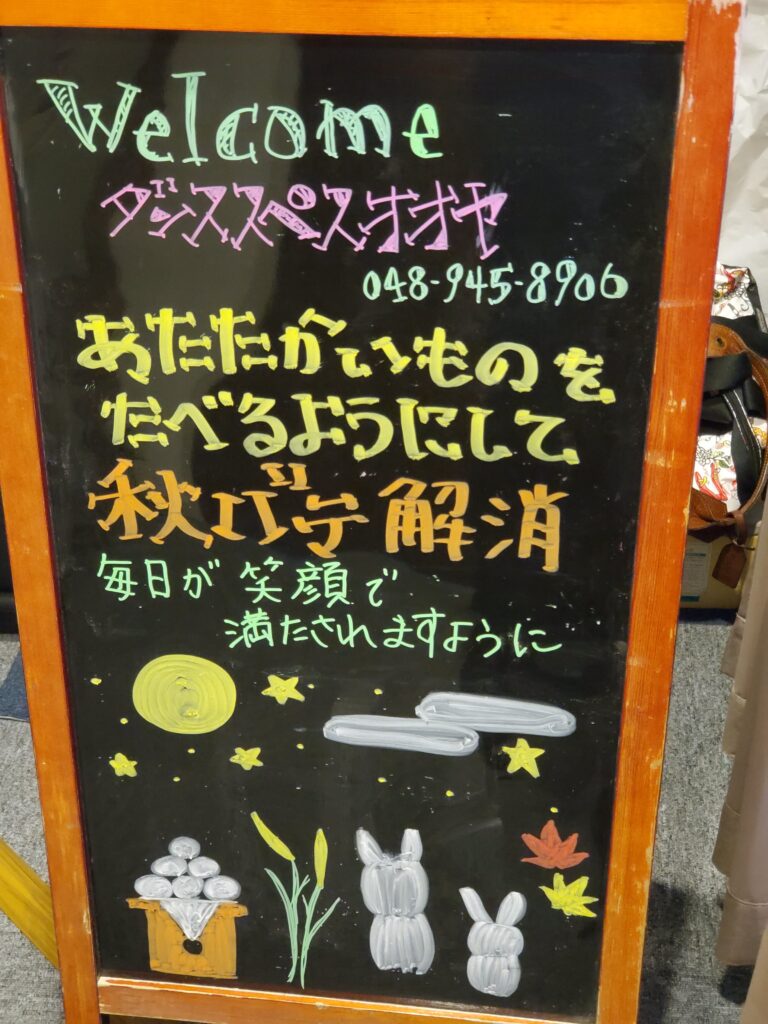 Welcome
ダンススペスオオヤ
048-945-8906
あたたかいものを
たべるようにして
秋バテ解消
毎日が笑顔で
満たされますように